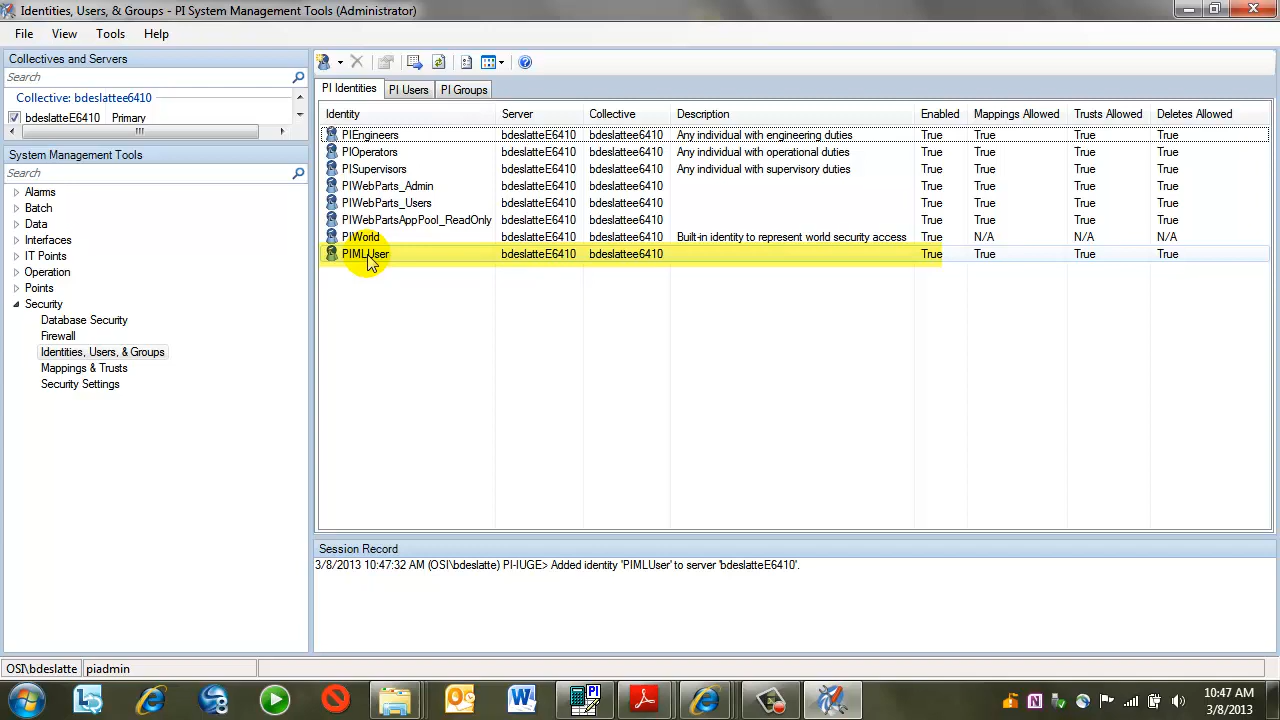 Identities, Users, & Groups - PI System Management Tools (Administrator)
File View Tools Help
Collectives and Servers
Search
Collective: bdeslattee6410
bdeslatteE6410 Primary
System Management Tools
Search
Alarms
Batch
Data
Interfaces
IT Points
Operation
Points
Security
Database Security
Firewall
Identities, Users, & Groups
Mappings & Trusts
Security Settings
PI Identities PI Users PI Groups
Identity Server Collective Description Enabled Mappings Allowed Trusts Allowed Deletes Allowed
PIEngineers bdeslatteE6410 bdeslattee6410 Any individual with engineering duties True True True True
PIOperators bdeslatteE6410 bdeslattee6410 Any individual with operational duties True True True True
PISupervisors bdeslatteE6410 bdeslattee6410 Any individual with supervisory duties True True True True
PIWebParts_Admin bdeslatteE6410 bdeslattee6410 True True True True
PIWebParts_Users bdeslatteE6410 bdeslattee6410 True True True True
PIWebPartsAppPool_ReadOnly bdeslatteE6410 bdeslattee6410 True True True True
PIWorld bdeslatteE6410 bdeslattee6410 Built-in identity to represent world security access True N/A N/A N/A
PIMLUser bdeslatteE6410 bdeslattee6410 True True True True
Session Record
3/8/2013 10:47:32 AM (OSI\bdeslatte) PI-IUGE> Added identity 'PIMLUser' to server 'bdeslatteE6410'.
OSI\bdeslatte piadmin
10:47 AM
3/8/2013